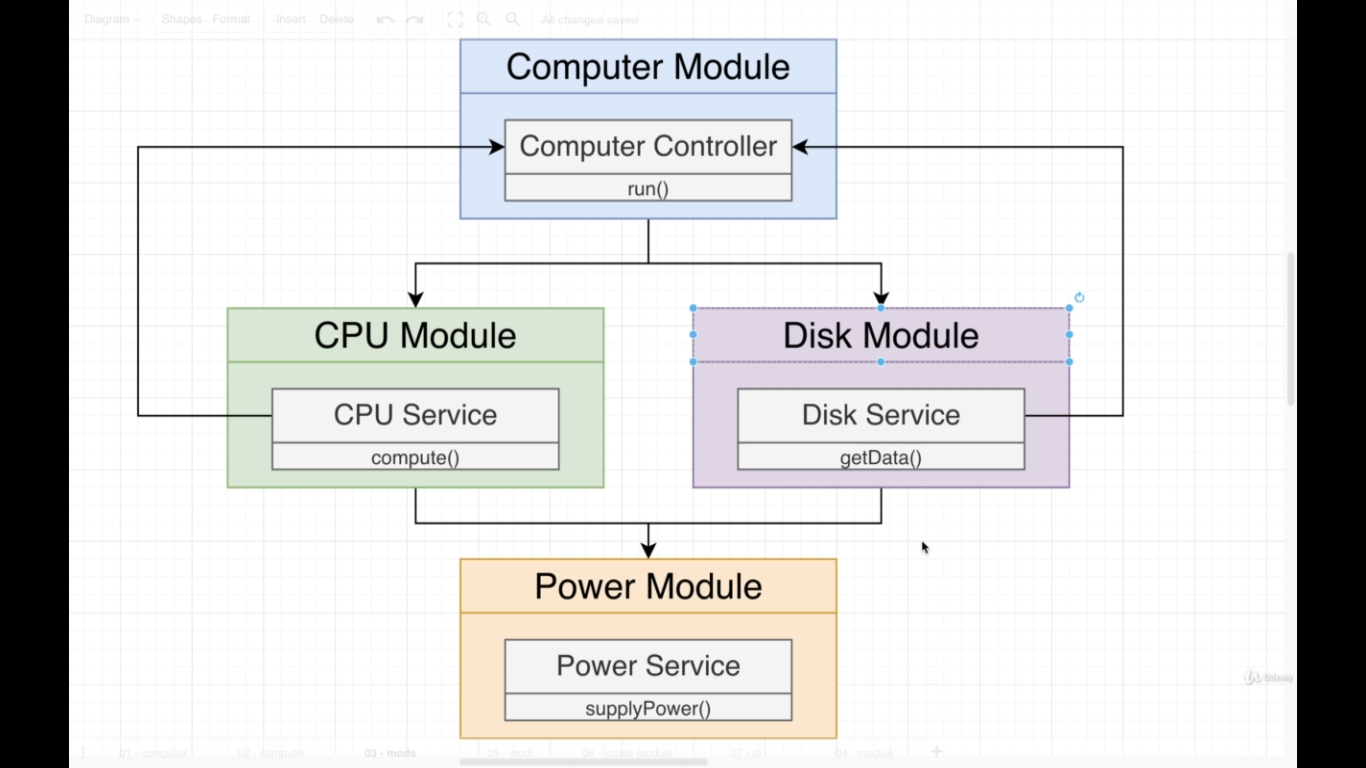 Diagram Shapes Format Insert Delete All changes saved
Computer Module
Computer Controller
run()
CPU Module
Disk Module
CPU Service
Disk Service
compute()
getData()
Power Module
Power Service
supplyPower()
Udemy
01 - computer 02 - computer 03 - mods 05 - mod 06 - inside module 07 - di 04 - module